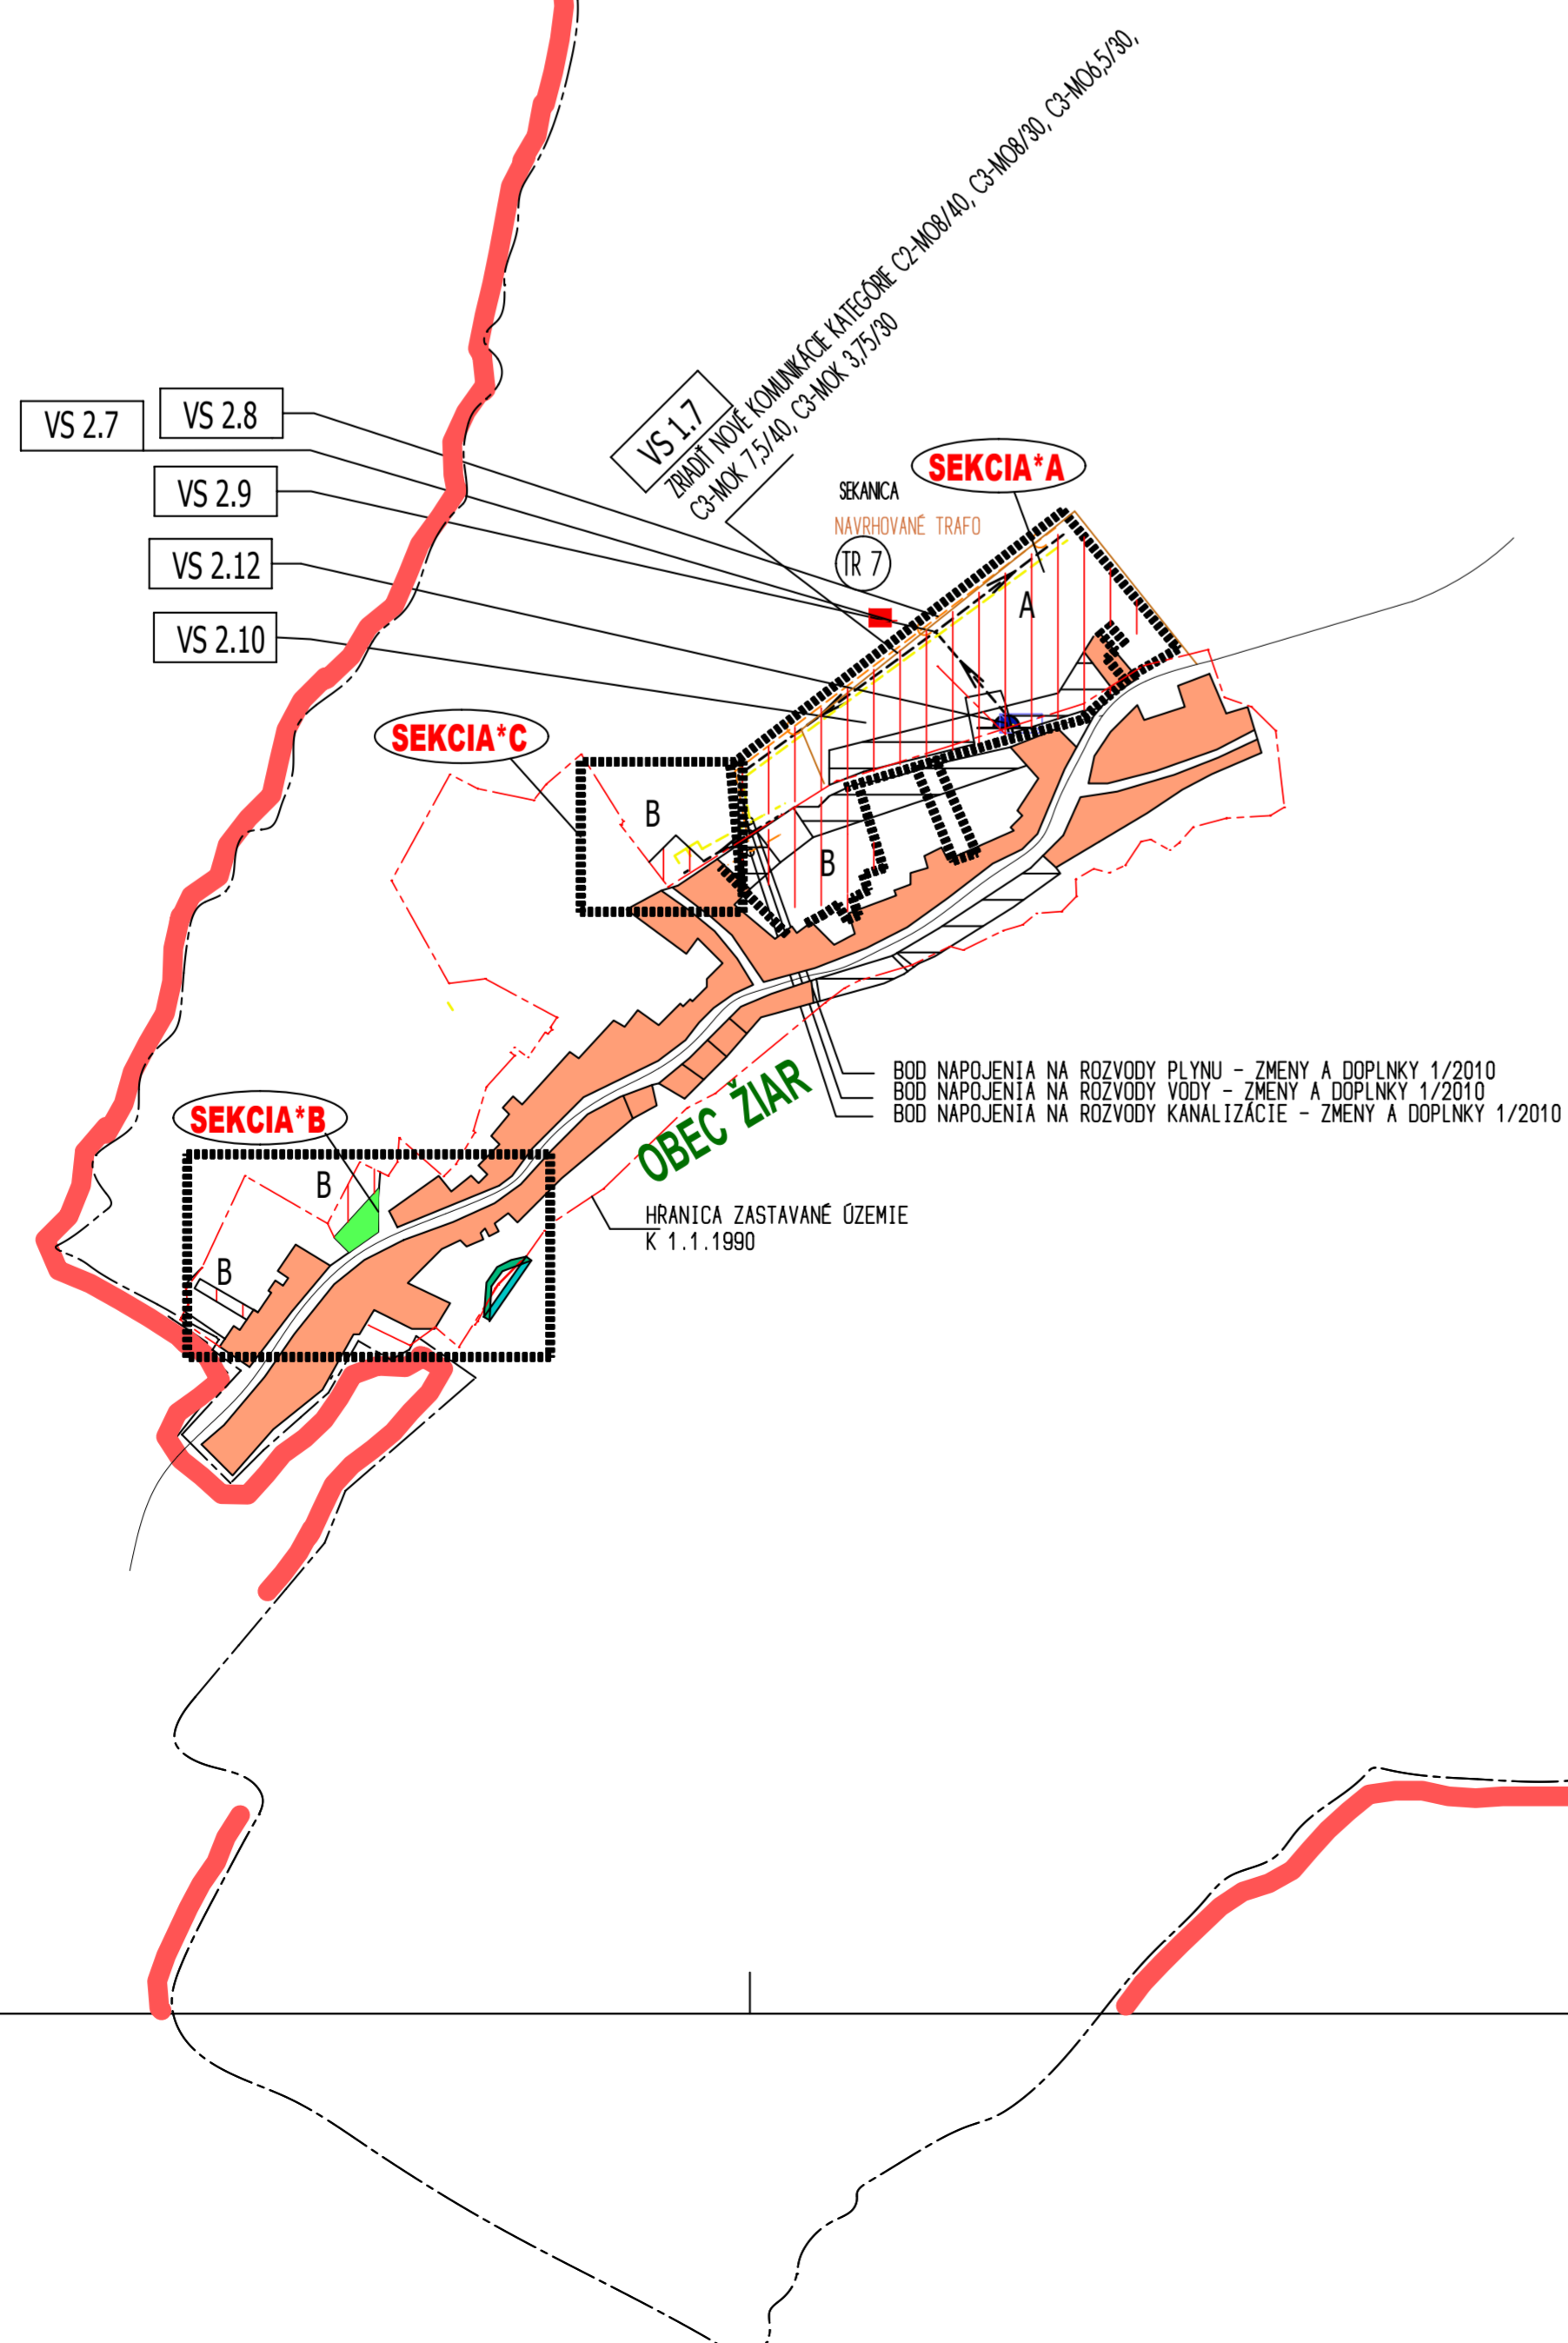 ZRIADIŤ NOVÉ KOMUNIKÁCIE KATEGÓRIE C2-MO8/40, C3-MO8/30, C3-MO6,5/30,
C3-MOK 7,5/40, C3-MOK 3,75/30
VS 1.7
VS 2.8
VS 2.7
VS 2.9
VS 2.12
VS 2.10
SEKCIA*A
SEKANICA
NAVRHOVANÉ TRAFO
TR 7
A
SEKCIA*C
B
B
BOD NAPOJENIA NA ROZVODY PLYNU - ZMENY A DOPLNKY 1/2010
BOD NAPOJENIA NA ROZVODY VODY - ZMENY A DOPLNKY 1/2010
BOD NAPOJENIA NA ROZVODY KANALIZÁCIE - ZMENY A DOPLNKY 1/2010
OBEC ŽIAR
SEKCIA*B
B
B
HRANICA ZASTAVANÉ ÚZEMIE
K 1.1.1990